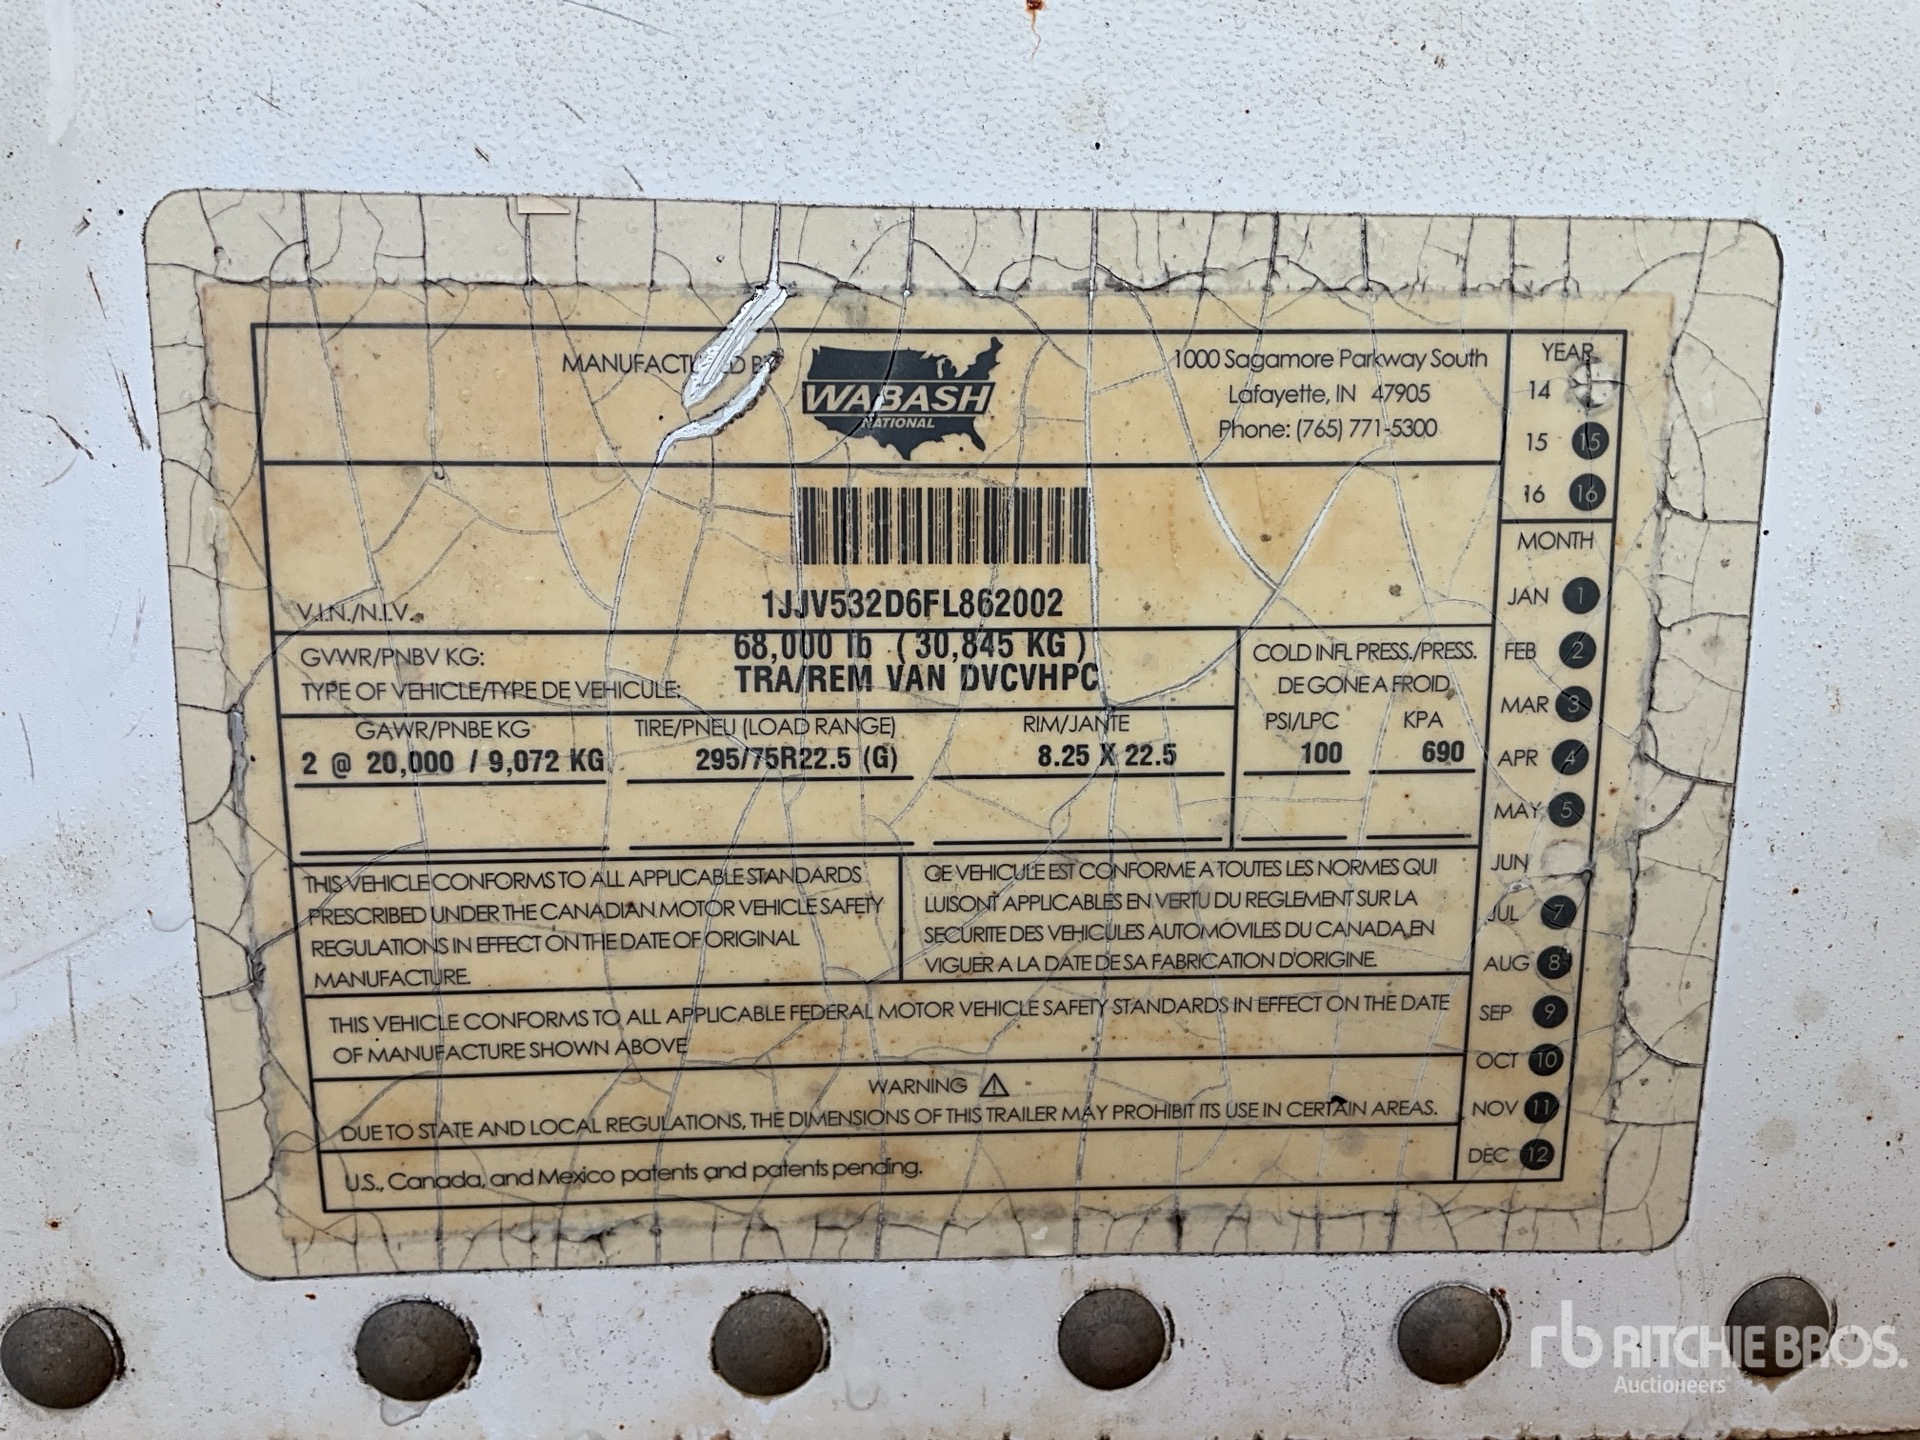 MANUFACTURED BY
WABASH
NATIONAL
1000 Sagamore Parkway South
Lafayette, IN 47905
Phone: (765) 771-5300
YEAR
14
15 15
16 16
MONTH
JAN 1
FEB 2
MAR 3
APR 4
MAY 5
JUN
JUL 7
AUG 8
SEP 9
OCT 10
NOV 11
DEC 12
V.I.N./N.I.V.
1JJV532D6FL862002
GVWR/PNBV KG: 68,000 lb ( 30,845 KG )
TYPE OF VEHICLE/TYPE DE VEHICULE: TRA/REM VAN DVCVHPC
COLD INFL PRESS./PRESS.
DE GONE A FROID
GAWR/PNBE KG TIRE/PNEU (LOAD RANGE) RIM/JANTE PSI/LPC KPA
2 @ 20,000 / 9,072 KG 295/75R22.5 (G) 8.25 X 22.5 100 690
THIS VEHICLE CONFORMS TO ALL APPLICABLE STANDARDS
PRESCRIBED UNDER THE CANADIAN MOTOR VEHICLE SAFETY
REGULATIONS IN EFFECT ON THE DATE OF ORIGINAL
MANUFACTURE.
CE VEHICULE EST CONFORME A TOUTES LES NORMES QUI
LUISONT APPLICABLES EN VERTU DU REGLEMENT SUR LA
SECURITE DES VEHICULES AUTOMOVILES DU CANADA EN
VIGUER A LA DATE DE SA FABRICATION D'ORIGINE.
THIS VEHICLE CONFORMS TO ALL APPLICABLE FEDERAL MOTOR VEHICLE SAFETY STANDARDS IN EFFECT ON THE DATE
OF MANUFACTURE SHOWN ABOVE
WARNING
DUE TO STATE AND LOCAL REGULATIONS, THE DIMENSIONS OF THIS TRAILER MAY PROHIBIT ITS USE IN CERTAIN AREAS.
U.S., Canada, and Mexico patents and patents pending.
rb RITCHIE BROS.
Auctioneers